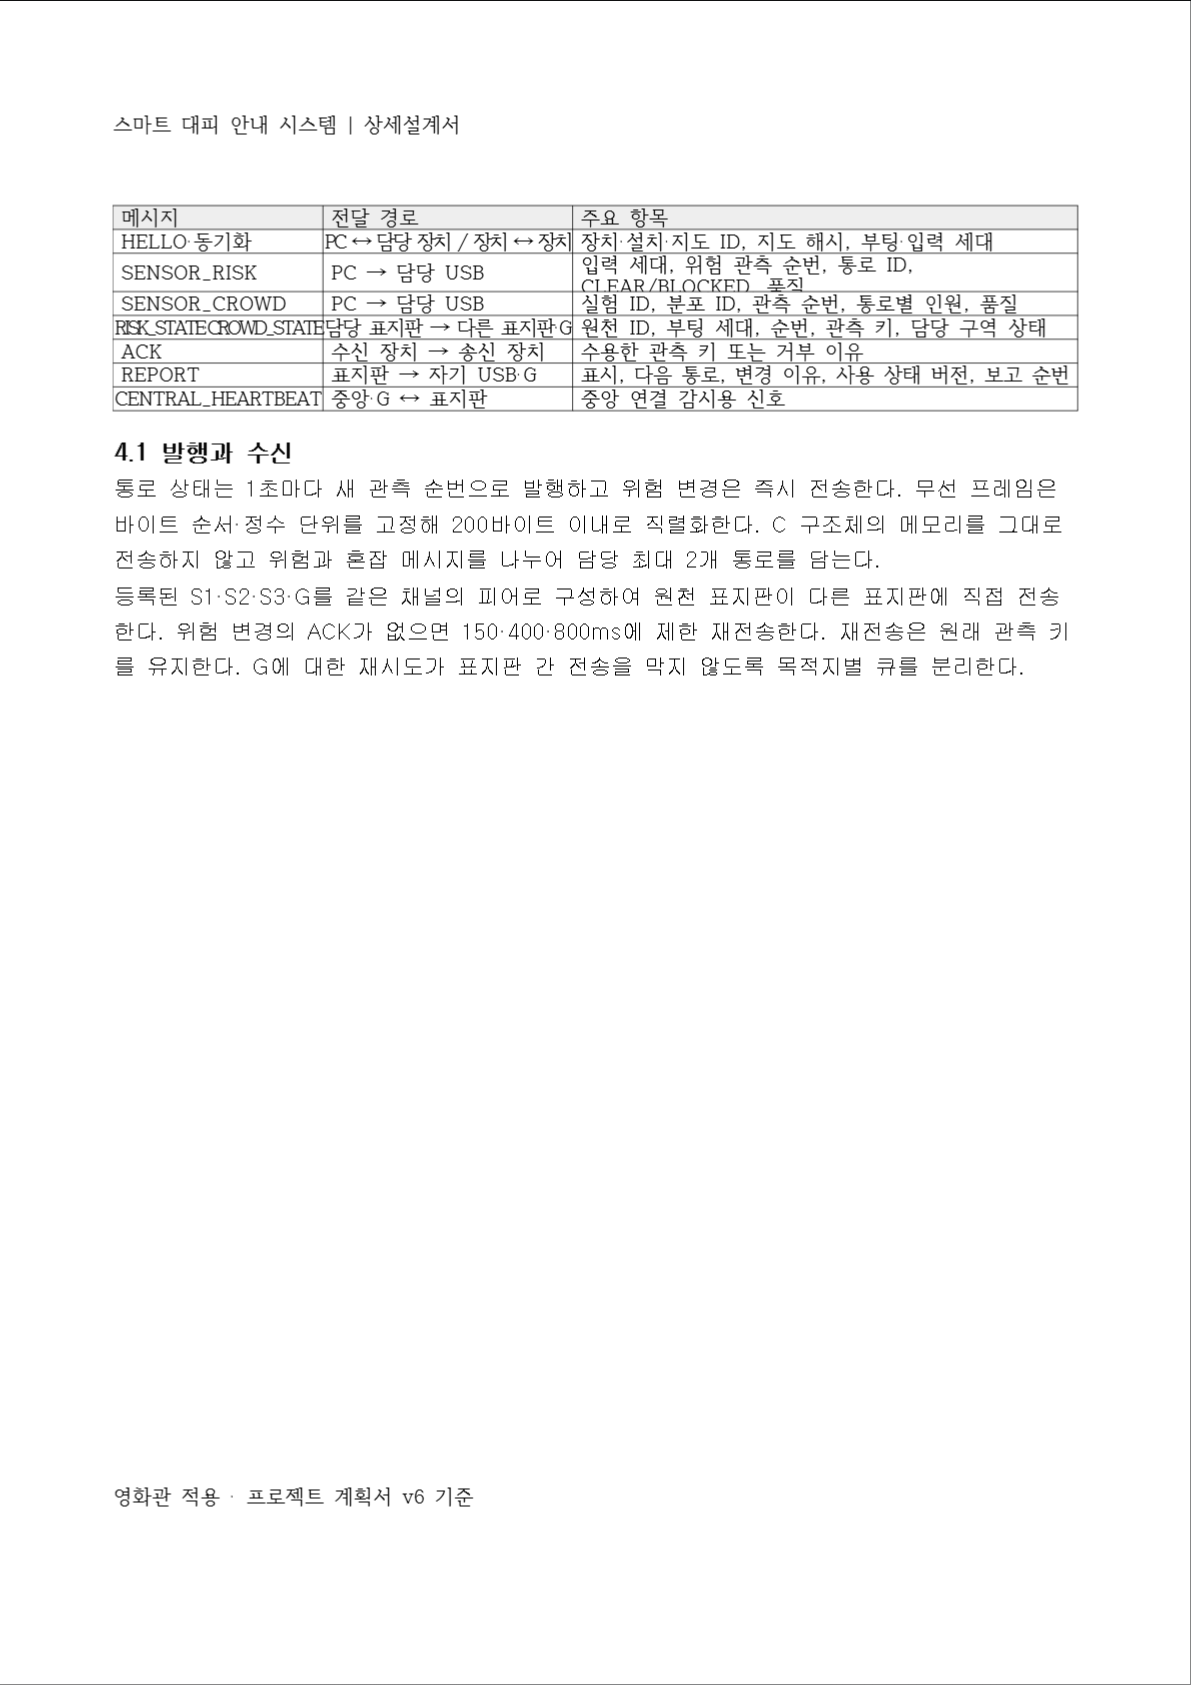 스마트 대피 안내 시스템 | 상세설계서
메시지 전달 경로 주요 항목
HELLO·동기화 PC ↔ 담당 장치 / 장치 ↔ 장치 장치·설치·지도 ID, 지도 해시, 부팅·입력 세대
SENSOR_RISK PC → 담당 USB 입력 세대, 위험 관측 순번, 통로 ID,
CLEAR/BLOCKED, 품질
SENSOR_CROWD PC → 담당 USB 실험 ID, 분포 ID, 관측 순번, 통로별 인원, 품질
RISK_STATE·CROWD_STATE 담당 표지판 → 다른 표지판·G 원천 ID, 부팅 세대, 순번, 관측 키, 담당 구역 상태
ACK 수신 장치 → 송신 장치 수용한 관측 키 또는 거부 이유
REPORT 표지판 → 자기 USB·G 표시, 다음 통로, 변경 이유, 사용 상태 버전, 보고 순번
CENTRAL_HEARTBEAT 중앙·G ↔ 표지판 중앙 연결 감시용 신호
4.1 발행과 수신
통로 상태는 1초마다 새 관측 순번으로 발행하고 위험 변경은 즉시 전송한다. 무선 프레임은
바이트 순서·정수 단위를 고정해 200바이트 이내로 직렬화한다. C 구조체의 메모리를 그대로
전송하지 않고 위험과 혼잡 메시지를 나누어 담당 최대 2개 통로를 담는다.
등록된 S1·S2·S3·G를 같은 채널의 피어로 구성하여 원천 표지판이 다른 표지판에 직접 전송
한다. 위험 변경의 ACK가 없으면 150·400·800ms에 제한 재전송한다. 재전송은 원래 관측 키
를 유지한다. G에 대한 재시도가 표지판 간 전송을 막지 않도록 목적지별 큐를 분리한다.
영화관 적용 · 프로젝트 계획서 v6 기준